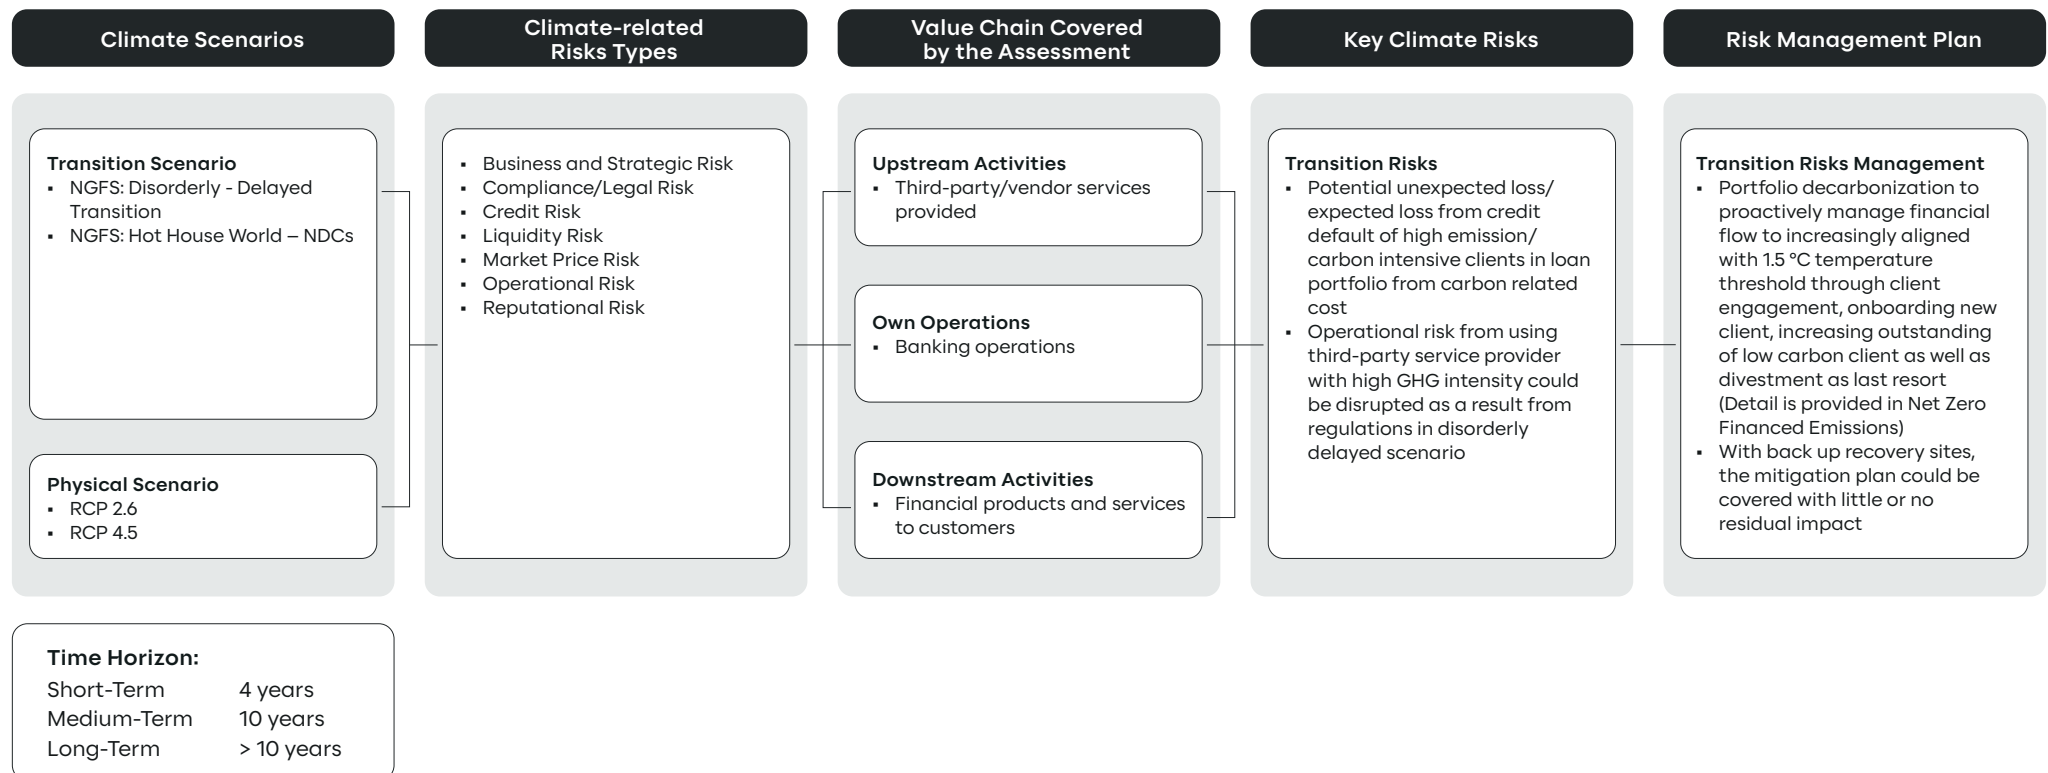 Climate Scenarios
Climate-related
Risks Types
Value Chain Covered
by the Assessment
Key Climate Risks
Risk Management Plan
Transition Scenario
▪ NGFS: Disorderly - Delayed
Transition
▪ NGFS: Hot House World – NDCs
Physical Scenario
▪ RCP 2.6
▪ RCP 4.5
▪ Business and Strategic Risk
▪ Compliance/Legal Risk
▪ Credit Risk
▪ Liquidity Risk
▪ Market Price Risk
▪ Operational Risk
▪ Reputational Risk
Upstream Activities
▪ Third-party/vendor services
provided
Own Operations
▪ Banking operations
Downstream Activities
▪ Financial products and services
to customers
Transition Risks
▪ Potential unexpected loss/
expected loss from credit
default of high emission/
carbon intensive clients in loan
portfolio from carbon related
cost
▪ Operational risk from using
third-party service provider
with high GHG intensity could
be disrupted as a result from
regulations in disorderly
delayed scenario
Transition Risks Management
▪ Portfolio decarbonization to
proactively manage financial
flow to increasingly aligned
with 1.5 °C temperature
threshold through client
engagement, onboarding new
client, increasing outstanding
of low carbon client as well as
divestment as last resort
(Detail is provided in Net Zero
Financed Emissions)
▪ With back up recovery sites,
the mitigation plan could be
covered with little or no
residual impact
Time Horizon:
Short-Term 4 years
Medium-Term 10 years
Long-Term > 10 years